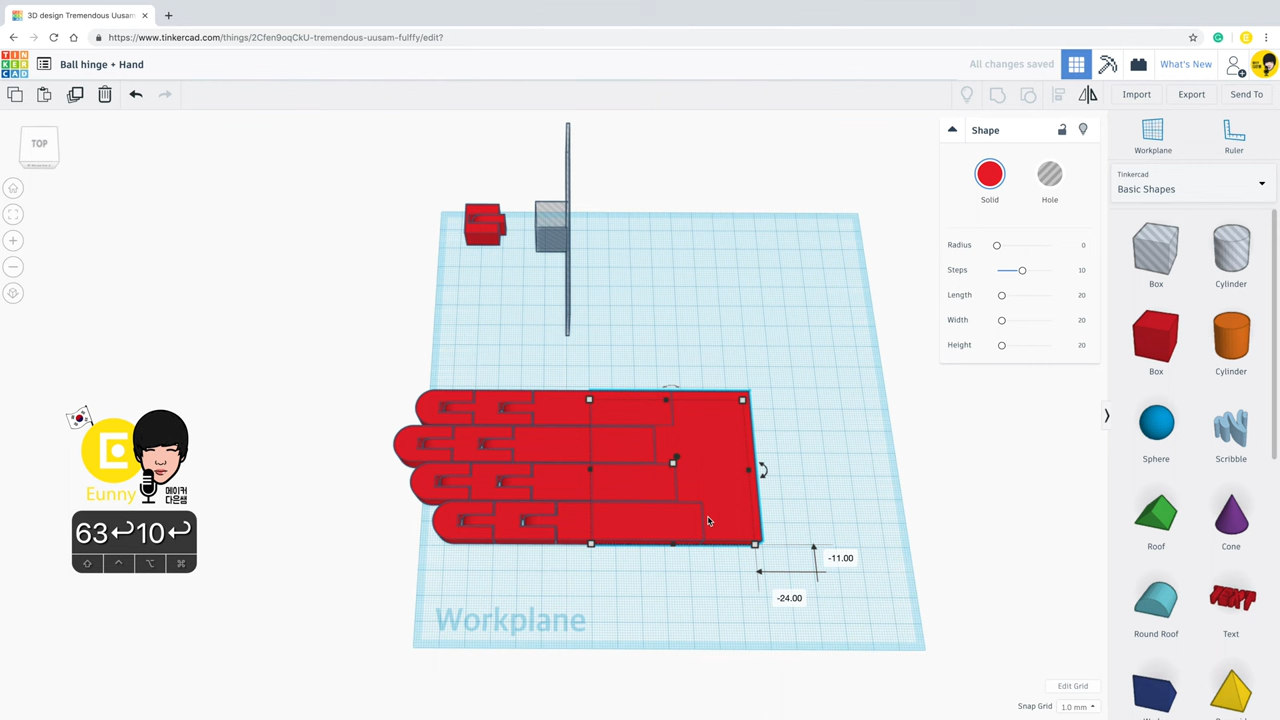 3D design Tremendous Uusam
https://www.tinkercad.com/things/2Cfen9oqCkU-tremendous-uusam-fulffy/edit?
TIN
KER
CAD
Ball hinge + Hand
All changes saved
What's New
Import
Export
Send To
TOP
Shape
Solid
Hole
Radius
0
Steps
10
Length
20
Width
20
Height
20
Workplane
Ruler
Tinkercad
Basic Shapes
Box
Cylinder
Box
Cylinder
Sphere
Scribble
Roof
Cone
TEXT
Round Roof
Text
-11.00
-24.00
Workplane
Eunny
메이커
다은쌤
63↩10↩
Edit Grid
Snap Grid
1.0 mm